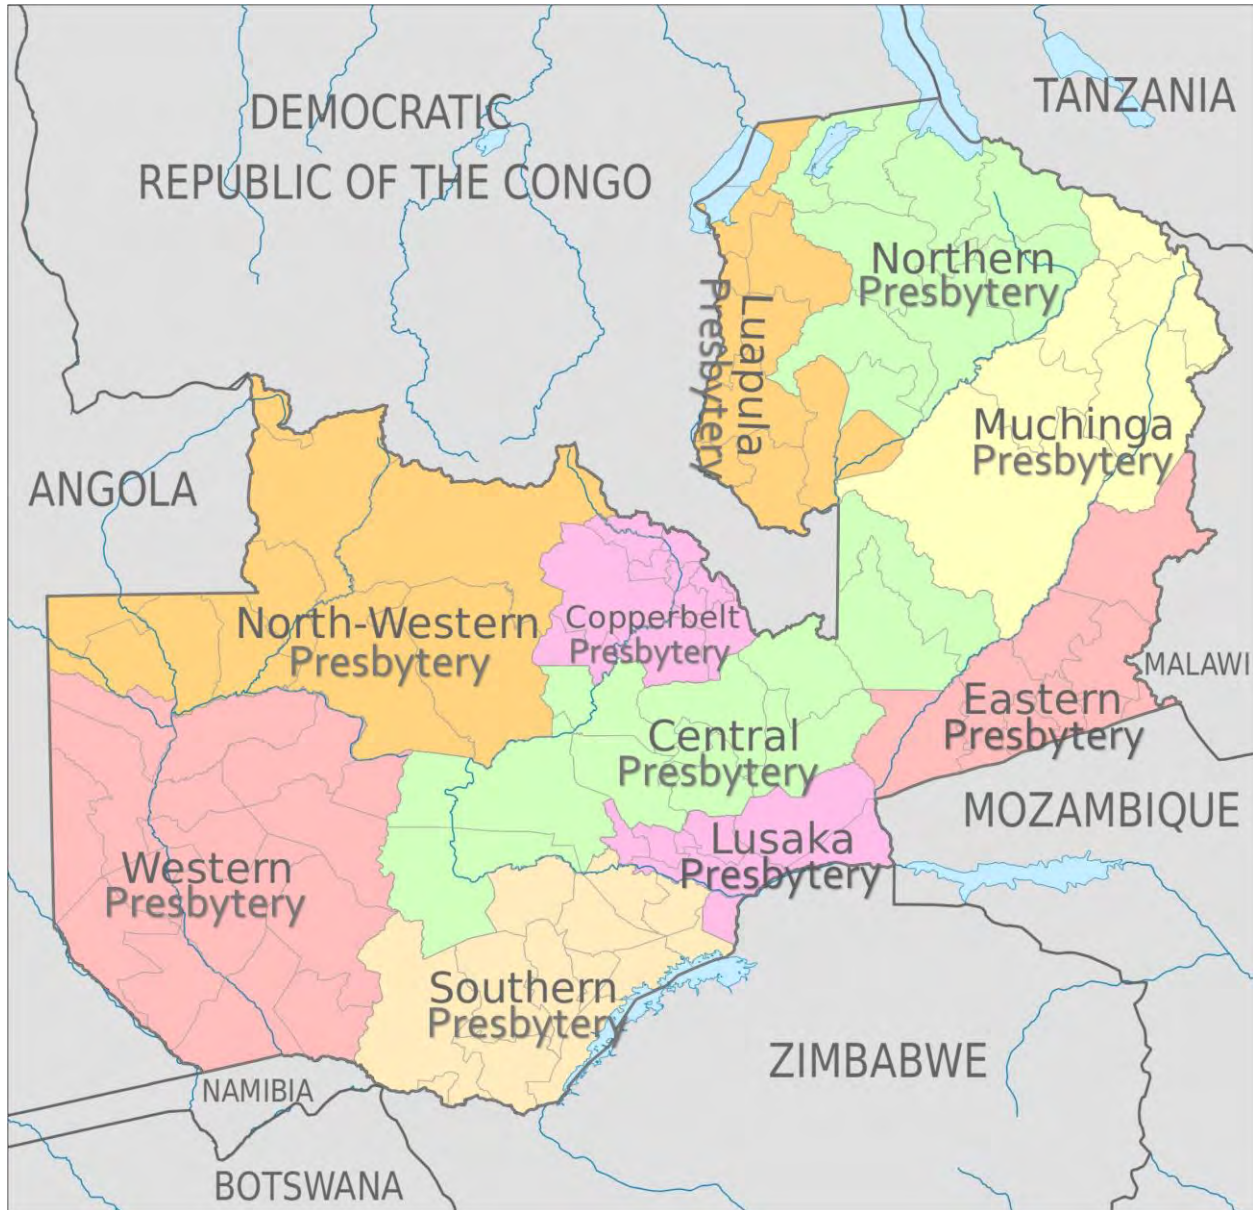 DEMOCRATIC
REPUBLIC OF THE CONGO
TANZANIA
Northern
Presbytery
Luapula
Presbytery
Muchinga
Presbytery
ANGOLA
North-Western
Presbytery
Copperbelt
Presbytery
MALAWI
Eastern
Presbytery
Central
Presbytery
MOZAMBIQUE
Lusaka
Presbytery
Western
Presbytery
Southern
Presbytery
ZIMBABWE
NAMIBIA
BOTSWANA